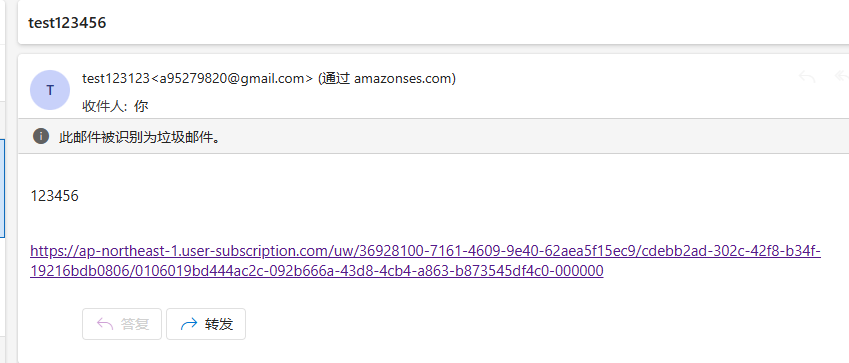 test123456
T
test123123<a95279820@gmail.com> (通过 amazonses.com)
收件人: 你
此邮件被识别为垃圾邮件。
123456
https://ap-northeast-1.user-subscription.com/uw/36928100-7161-4609-9e40-62aea5f15ec9/cdebb2ad-302c-42f8-b34f-
19216bdb0806/0106019bd444ac2c-092b666a-43d8-4cb4-a863-b873545df4c0-000000
答复
转发